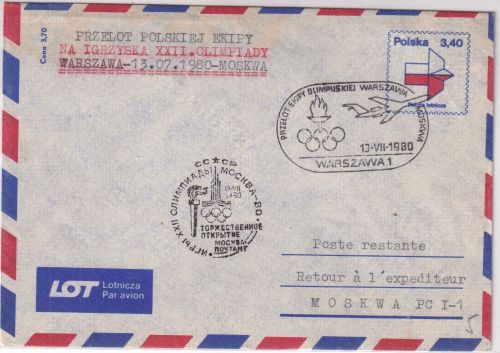 Cena 3,70
PRZELOT POLSKIEJ EKIPY
NA IGRZYSKA XXII.OLIMPIADY
WARSZAWA-13.07.1980-MOSKWA
Polska 3,40
Poczta lotnicza
PRZELOT EKIPY OLIMPIJSKIEJ WARSZAWA MOSKWA
13-VII-1980
WARSZAWA 1
СССР
ИГРЫ XXII ОЛИМПИАДЫ МОСКВА-80
ТОРЖЕСТВЕННОЕ
ОТКРЫТИЕ
МОСКВА
ПОЧТАМТ
LOT Lotnicza
Par avion
Poste restante
Retour à l'expediteur
MOSKWA PC I-1
5